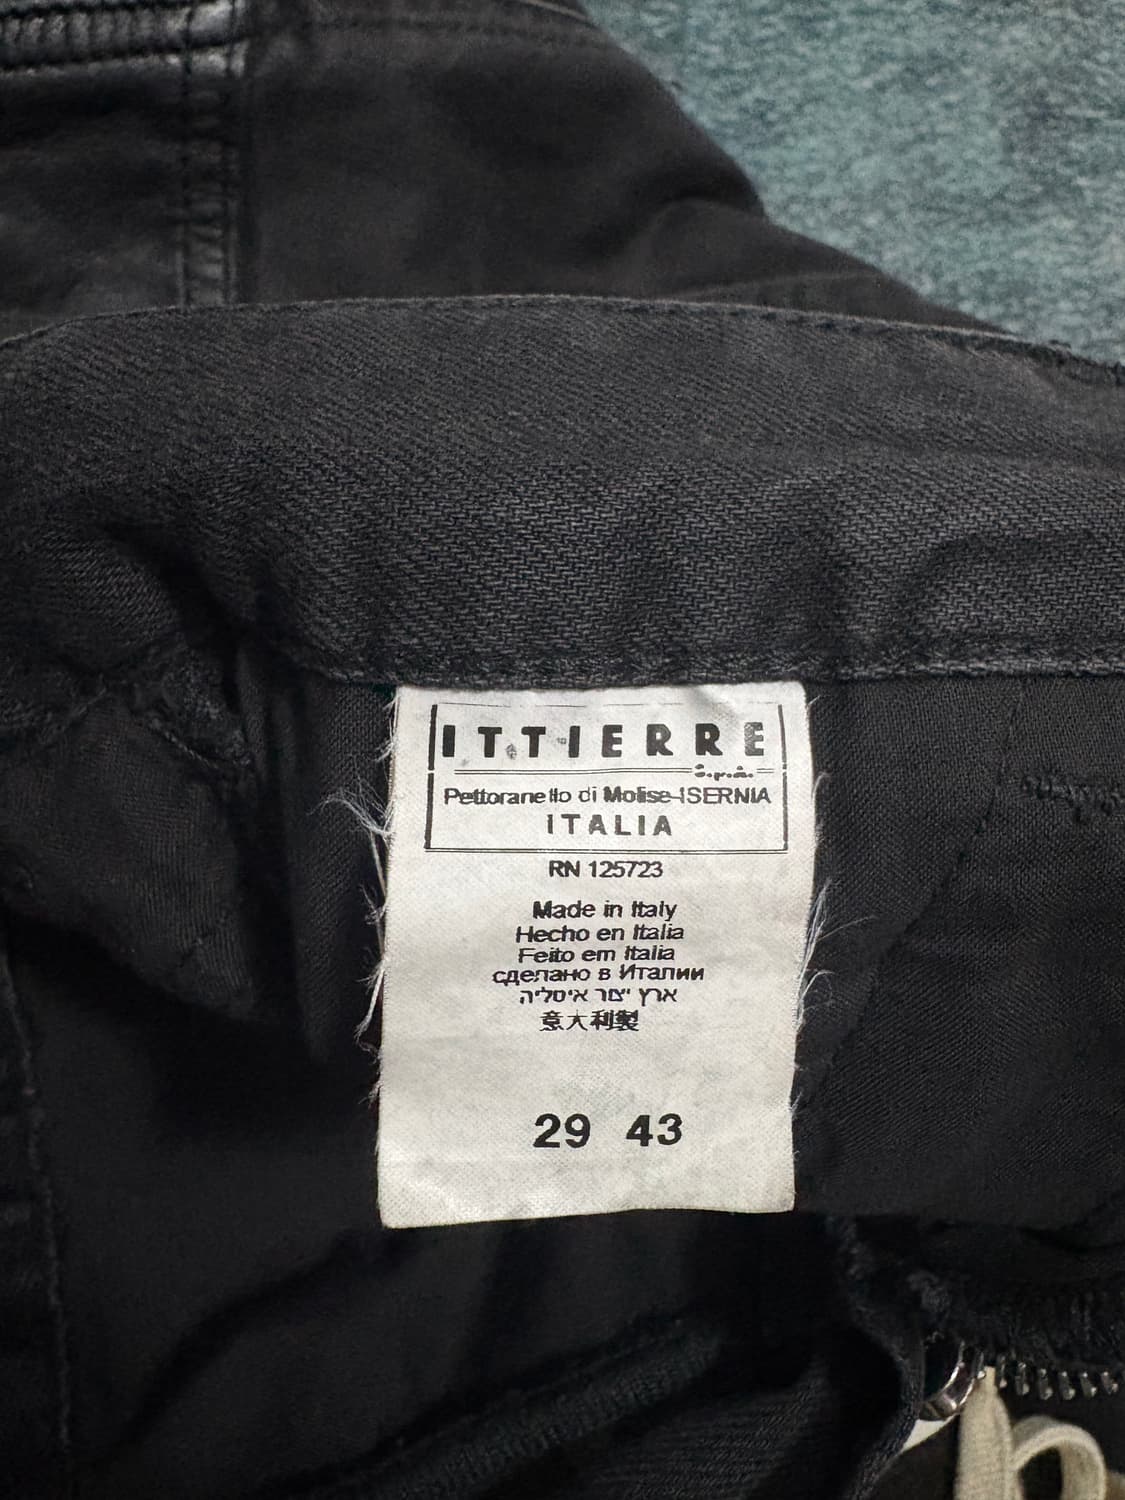 ITTIERRE
S.p.A.
Pettoranello di Molise-ISERNIA
ITALIA
RN 125723
Made in Italy
Hecho en Italia
Feito em Italia
сделано в Италии
ארץ ייצור איטליה
意大利製
29 43